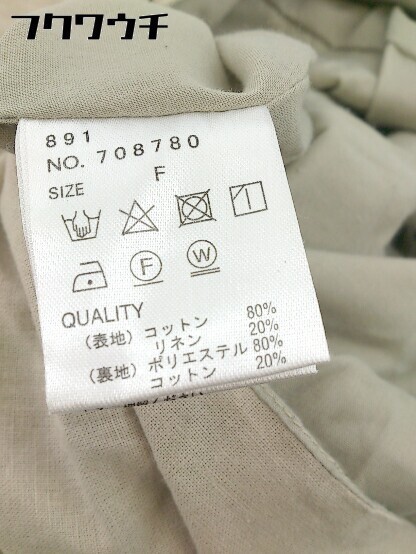 フクワウチ
891
NO. 708780
SIZE F
F W
QUALITY
(表地) コットン 80%
リネン 20%
(裏地) ポリエステル 80%
コットン 20%